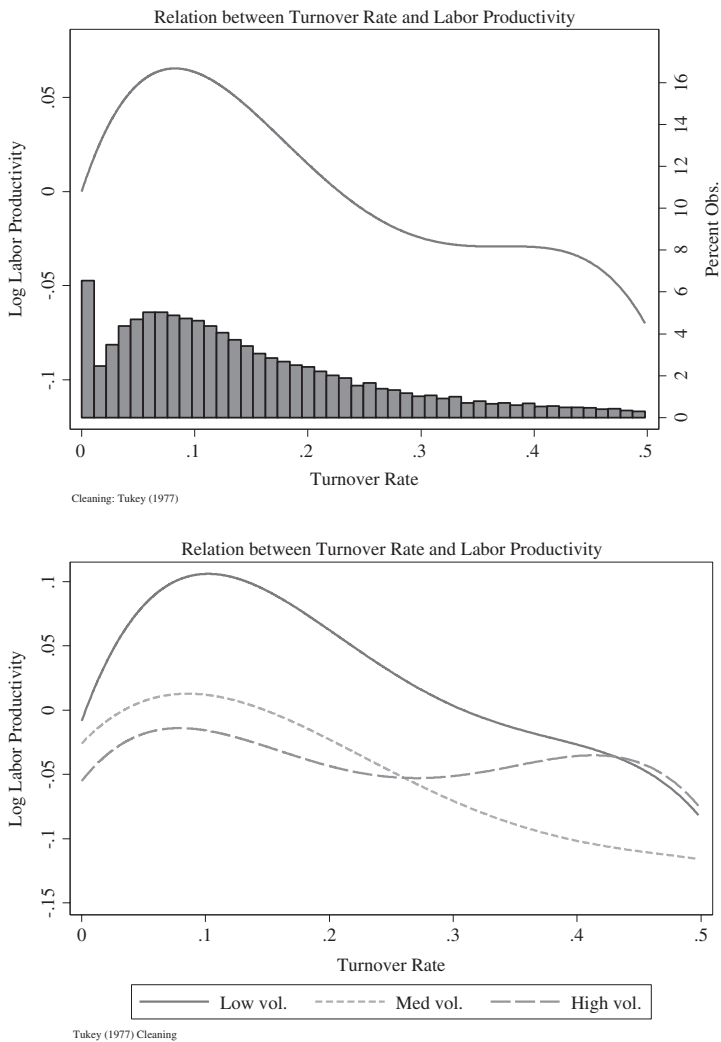 Relation between Turnover Rate and Labor Productivity
Log Labor Productivity
.05
0
-.05
-.1
Percent Obs.
16
14
12
10
8
6
4
2
0
0 .1 .2 .3 .4 .5
Turnover Rate
Cleaning: Tukey (1977)
Relation between Turnover Rate and Labor Productivity
Log Labor Productivity
.1
.05
0
-.05
-.1
-.15
0 .1 .2 .3 .4 .5
Turnover Rate
Low vol. Med vol. High vol.
Tukey (1977) Cleaning